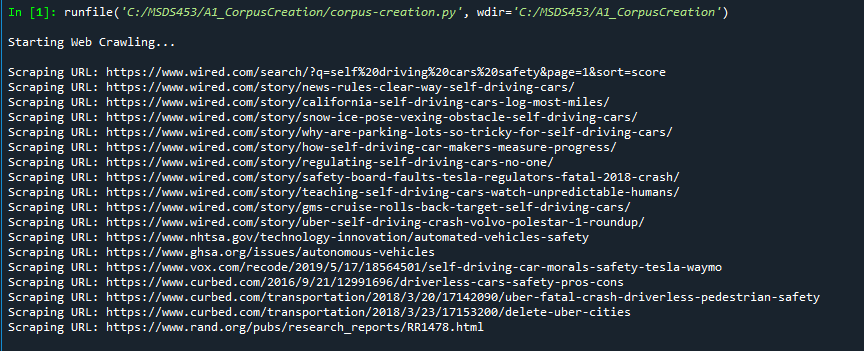 In [1]: runfile('C:/MSDS453/A1_CorpusCreation/corpus-creation.py', wdir='C:/MSDS453/A1_CorpusCreation')
Starting Web Crawling...
Scraping URL: https://www.wired.com/search/?q=self%20driving%20cars%20safety&page=1&sort=score
Scraping URL: https://www.wired.com/story/news-rules-clear-way-self-driving-cars/
Scraping URL: https://www.wired.com/story/california-self-driving-cars-log-most-miles/
Scraping URL: https://www.wired.com/story/snow-ice-pose-vexing-obstacle-self-driving-cars/
Scraping URL: https://www.wired.com/story/why-are-parking-lots-so-tricky-for-self-driving-cars/
Scraping URL: https://www.wired.com/story/how-self-driving-car-makers-measure-progress/
Scraping URL: https://www.wired.com/story/regulating-self-driving-cars-no-one/
Scraping URL: https://www.wired.com/story/safety-board-faults-tesla-regulators-fatal-2018-crash/
Scraping URL: https://www.wired.com/story/teaching-self-driving-cars-watch-unpredictable-humans/
Scraping URL: https://www.wired.com/story/gms-cruise-rolls-back-target-self-driving-cars/
Scraping URL: https://www.wired.com/story/uber-self-driving-crash-volvo-polestar-1-roundup/
Scraping URL: https://www.nhtsa.gov/technology-innovation/automated-vehicles-safety
Scraping URL: https://www.ghsa.org/issues/autonomous-vehicles
Scraping URL: https://www.vox.com/recode/2019/5/17/18564501/self-driving-car-morals-safety-tesla-waymo
Scraping URL: https://www.curbed.com/2016/9/21/12991696/driverless-cars-safety-pros-cons
Scraping URL: https://www.curbed.com/transportation/2018/3/20/17142090/uber-fatal-crash-driverless-pedestrian-safety
Scraping URL: https://www.curbed.com/transportation/2018/3/23/17153200/delete-uber-cities
Scraping URL: https://www.rand.org/pubs/research_reports/RR1478.html